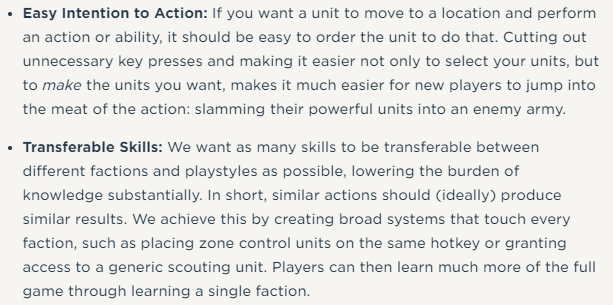 • Easy Intention to Action: If you want a unit to move to a location and perform
an action or ability, it should be easy to order the unit to do that. Cutting out
unnecessary key presses and making it easier not only to select your units, but
to make the units you want, makes it much easier for new players to jump into
the meat of the action: slamming their powerful units into an enemy army.
• Transferable Skills: We want as many skills to be transferable between
different factions and playstyles as possible, lowering the burden of
knowledge substantially. In short, similar actions should (ideally) produce
similar results. We achieve this by creating broad systems that touch every
faction, such as placing zone control units on the same hotkey or granting
access to a generic scouting unit. Players can then learn much more of the full
game through learning a single faction.